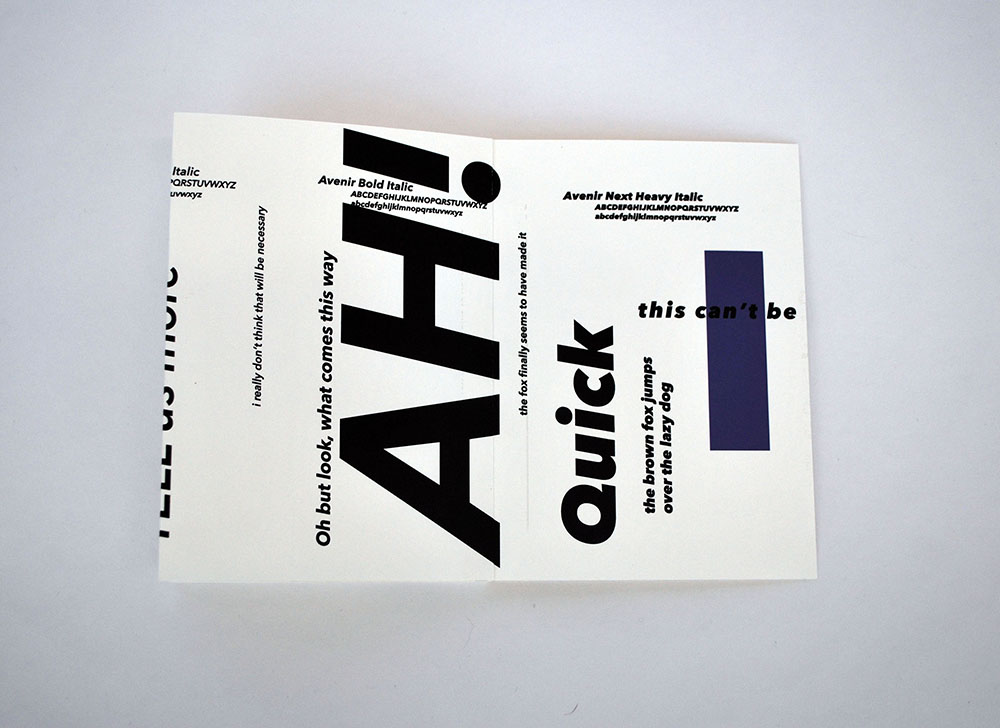 Italic
PQRSTUVWXYZ
uvwxyz
TELL us more
i really don't think that will be necessary
Avenir Bold Italic
ABCDEFGHIJKLMNOPQRSTUVWXYZ
abcdefghijklmnopqrstuvwxyz
Oh but look, what comes this way
AH!
the fox finally seems to have made it
Avenir Next Heavy Italic
ABCDEFGHIJKLMNOPQRSTUVWXYZ
abcdefghijklmnopqrstuvwxyz
this can't be
Quick
the brown fox jumps
over the lazy dog